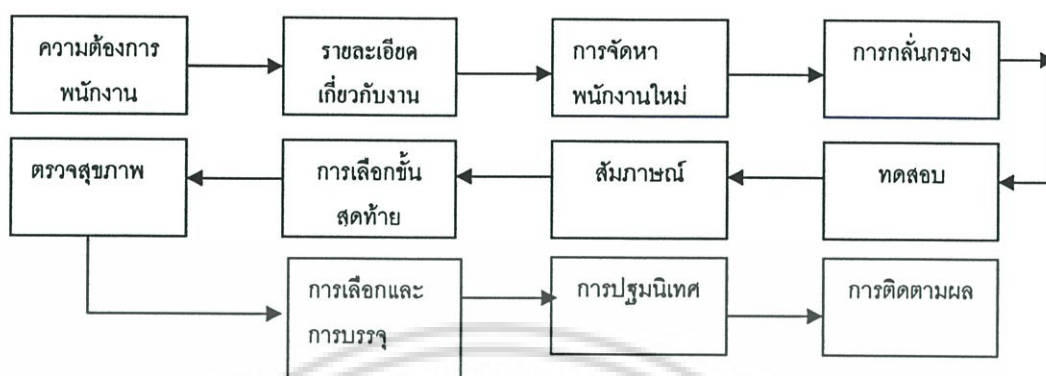 ความต้องการ
พนักงาน
รายละเอียด
เกี่ยวกับงาน
การจัดหา
พนักงานใหม่
การกลั่นกรอง
ทดสอบ
สัมภาษณ์
การเลือกขั้น
สุดท้าย
ตรวจสุขภาพ
การเลือกและ
การบรรจุ
การปฐมนิเทศ
การติดตามผล